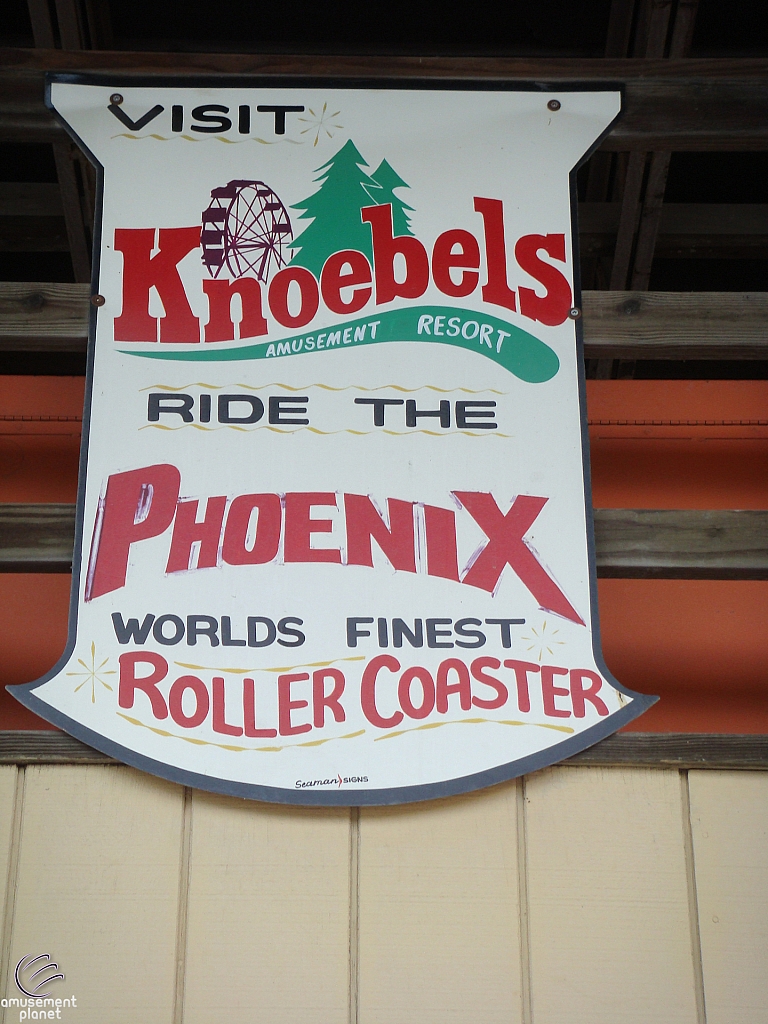 VISIT
Knoebels
AMUSEMENT RESORT
RIDE THE
PHOENIX
WORLDS FINEST
ROLLER COASTER
Seaman SIGNS
amusement
planet